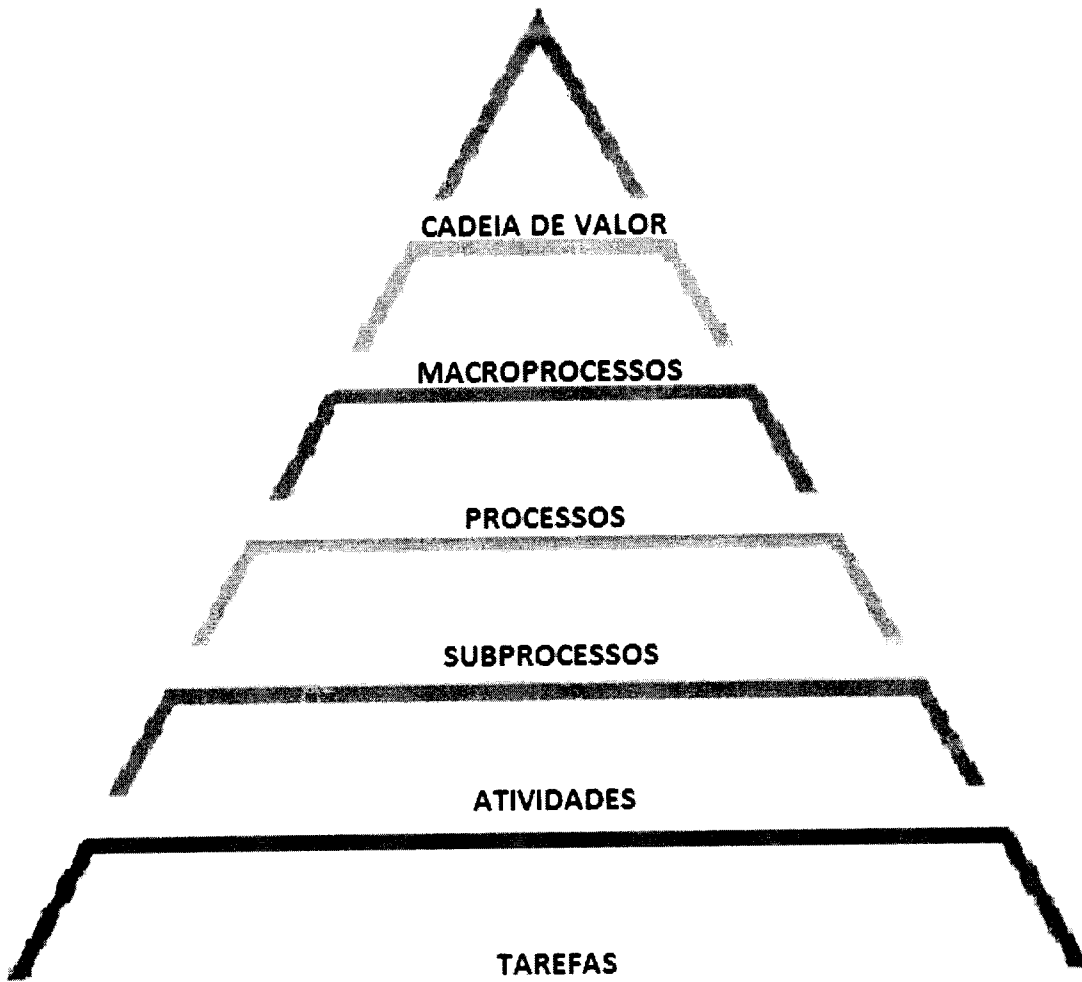 CADEIA DE VALOR
MACROPROCESSOS
PROCESSOS
SUBPROCESSOS
ATIVIDADES
TAREFAS